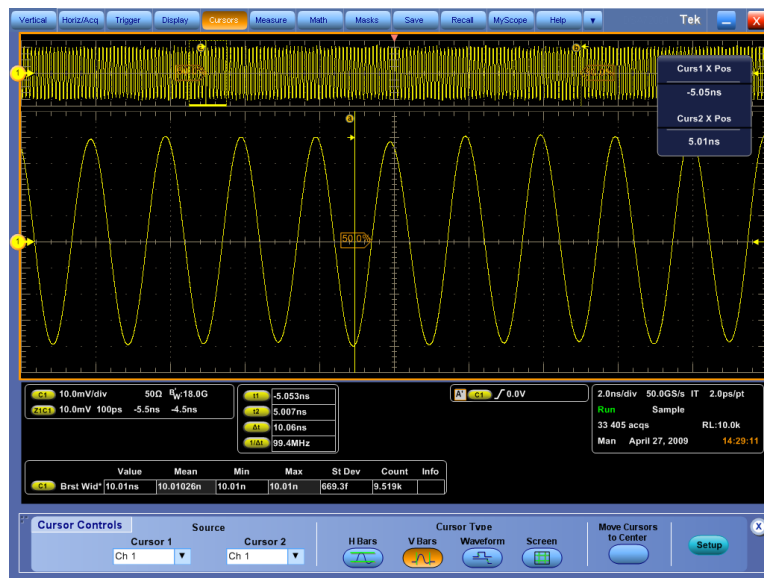 Vertical Horiz/Acq Trigger Display Cursors Measure Math Masks Save Recall MyScope Help Tek X
Curs1 X Pos
1 1
-5.05ns
Curs2 X Pos
a
5.01ns
1 50.0%
C1 10.0mV/div 50Ω BW:18.0G
Z1C1 10.0mV 100ps -5.5ns -4.5ns
t1 -5.053ns
t2 5.007ns
Δt 10.06ns
1/Δt 99.4MHz
A' C1 0.0V
2.0ns/div 50.0GS/s IT 2.0ps/pt
Run Sample
33 405 acqs RL:10.0k
Man April 27, 2009 14:29:11
Value Mean Min Max St Dev Count Info
C1 Brst Wid* 10.01ns 10.01026n 10.01n 10.01n 669.3f 9.519k
Cursor Controls
Source
Cursor 1 Cursor 2
Ch 1 Ch 1
Cursor Type
H Bars V Bars Waveform Screen
Move Cursors
to Center
Setup
X